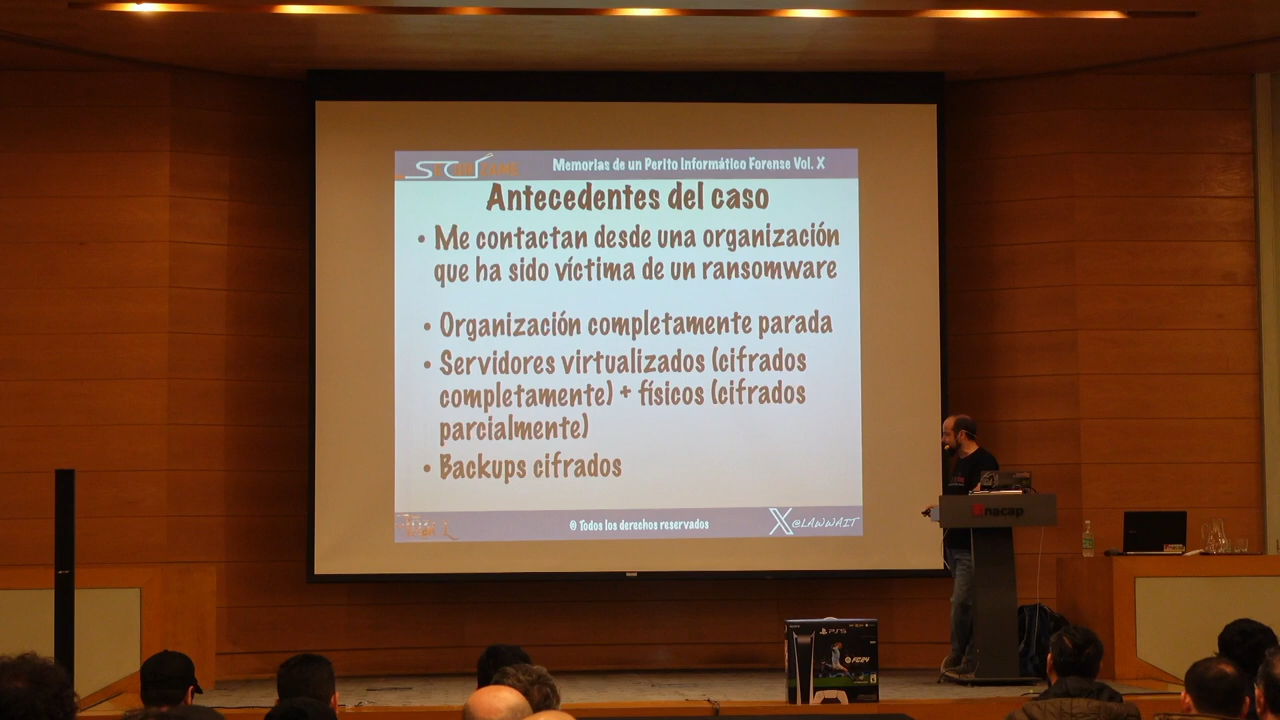 Memorias de un Perito Informático Forense Vol. X
Antecedentes del caso
• Me contactan desde una organización
que ha sido víctima de un ransomware
• Organización completamente parada
• Servidores virtualizados (cifrados
completamente) + físicos (cifrados
parcialmente)
• Backups cifrados
© Todos los derechos reservados
X @LAWWAIT
inacap
SONY
PS5
FC24